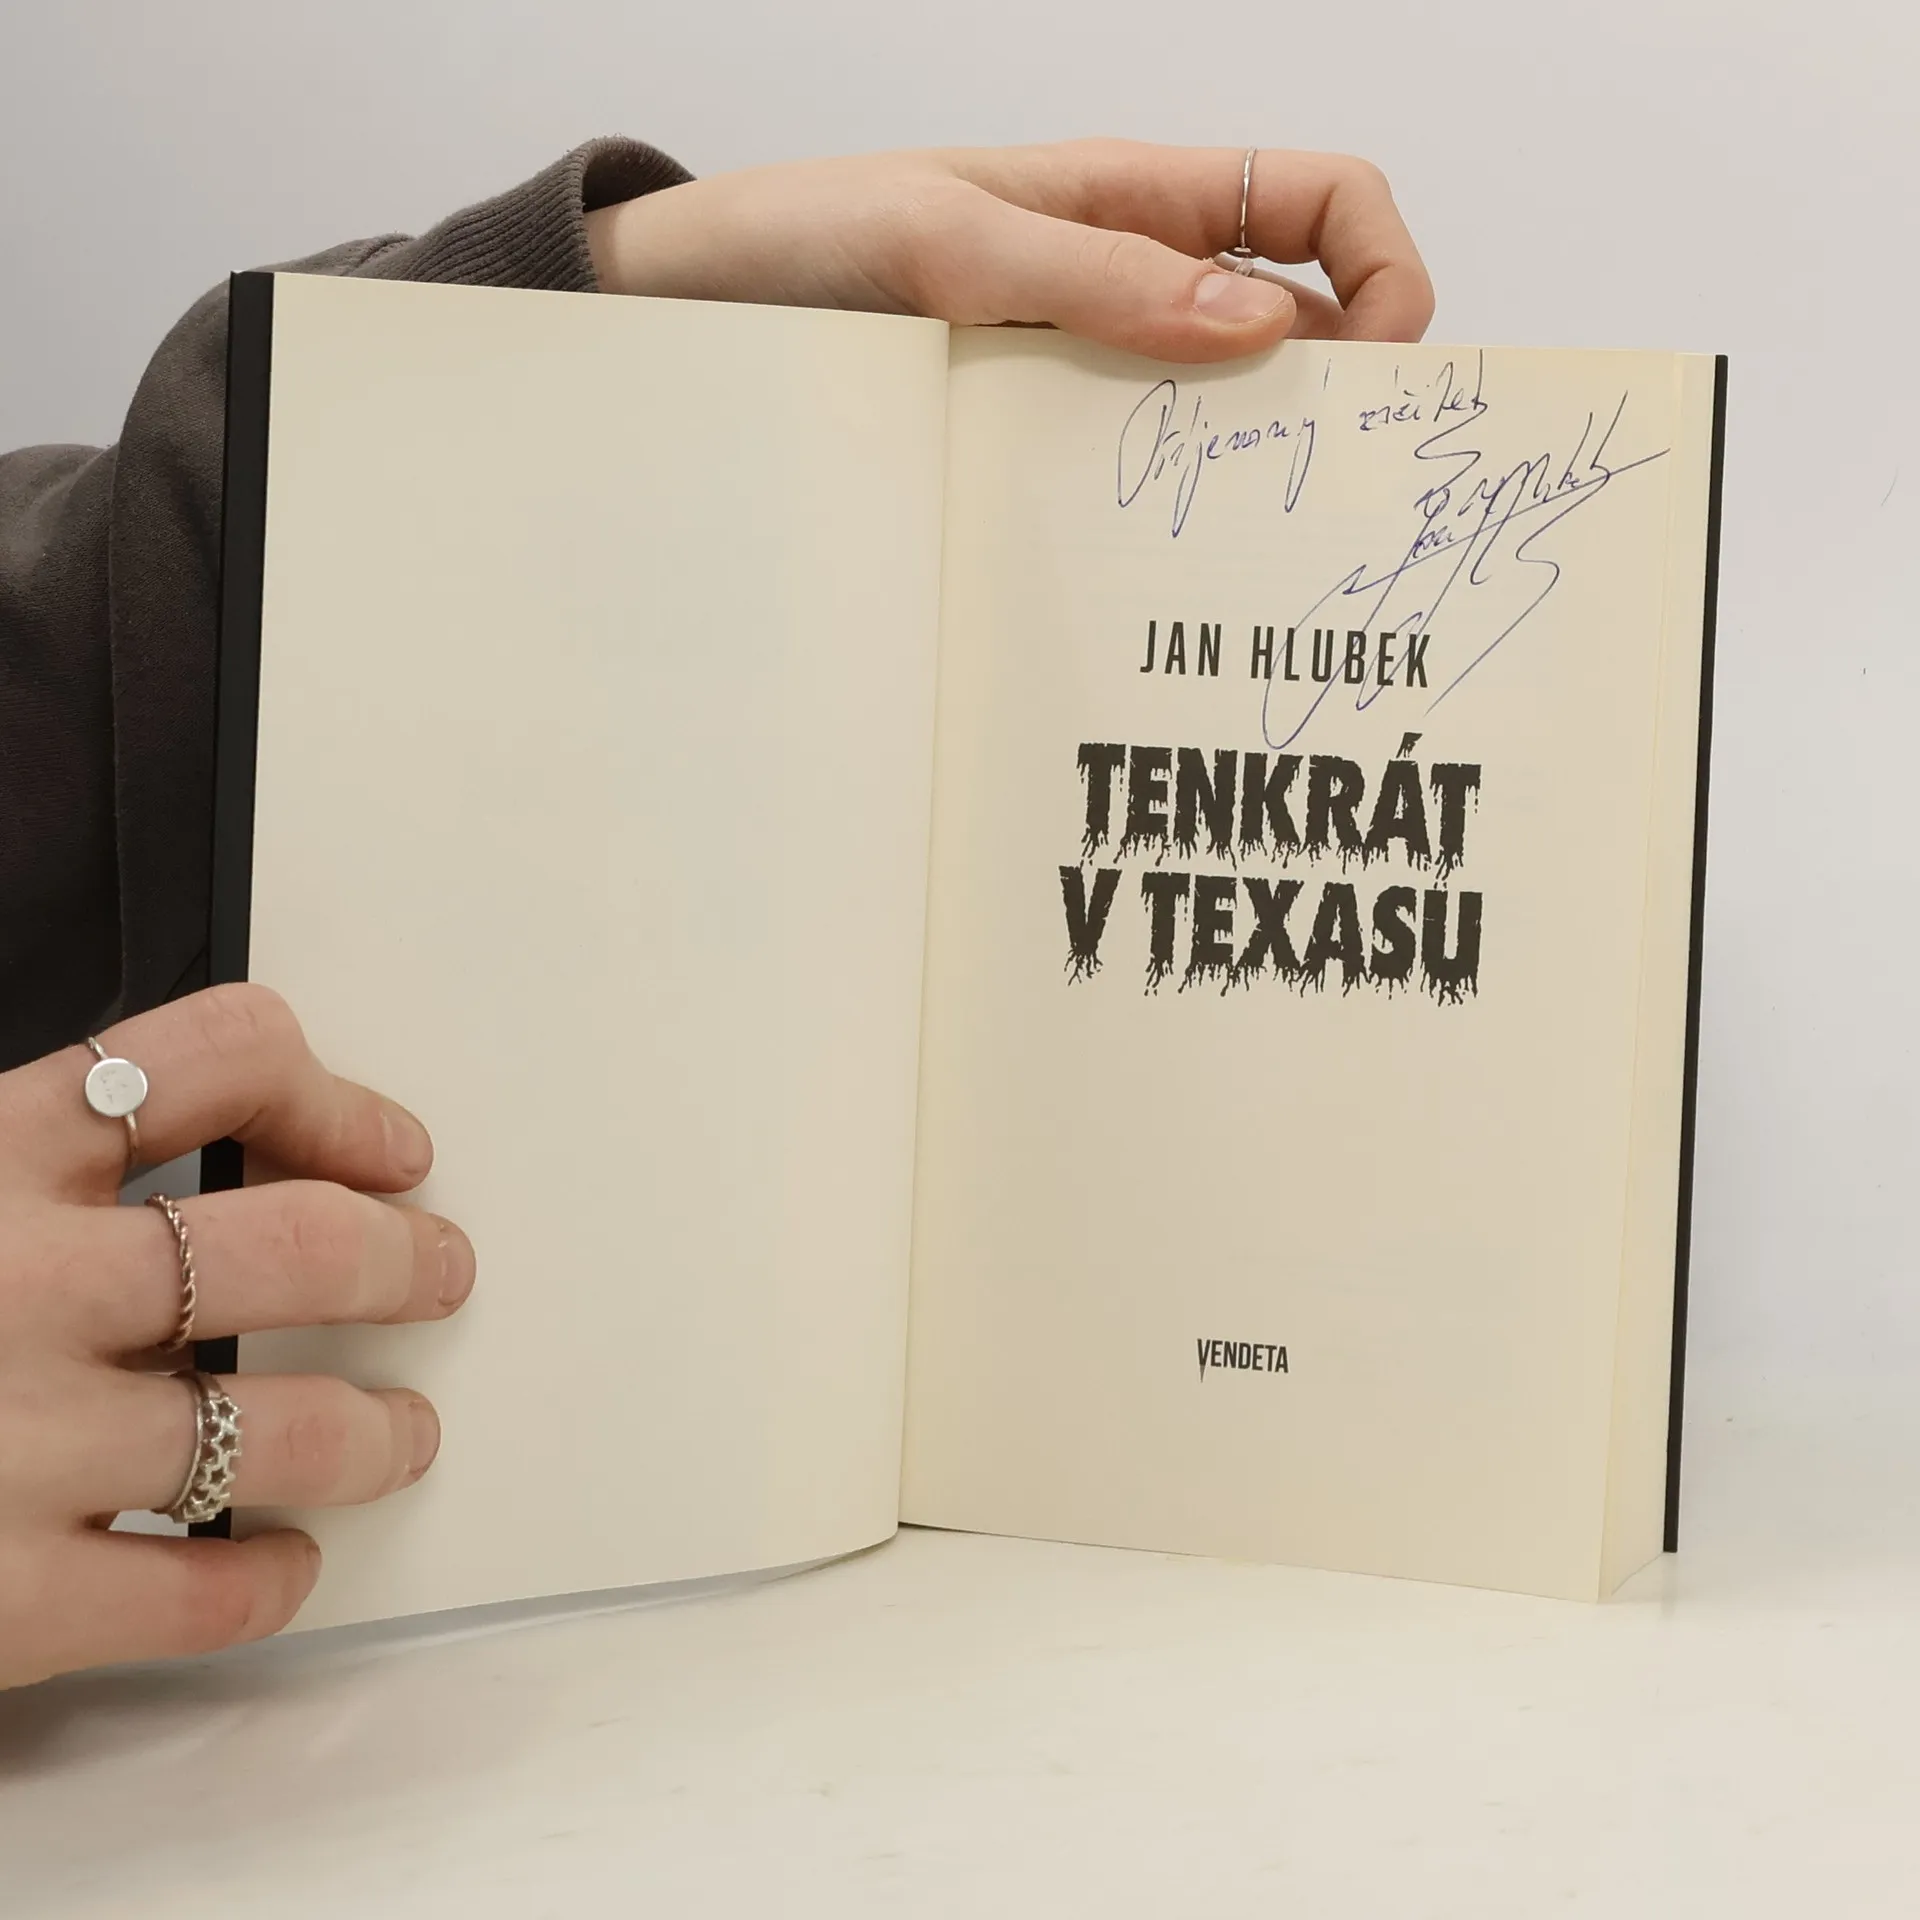 Příjemný zážitek
JAN HLUBEK
TENKRÁT
V TEXASU
VENDETA